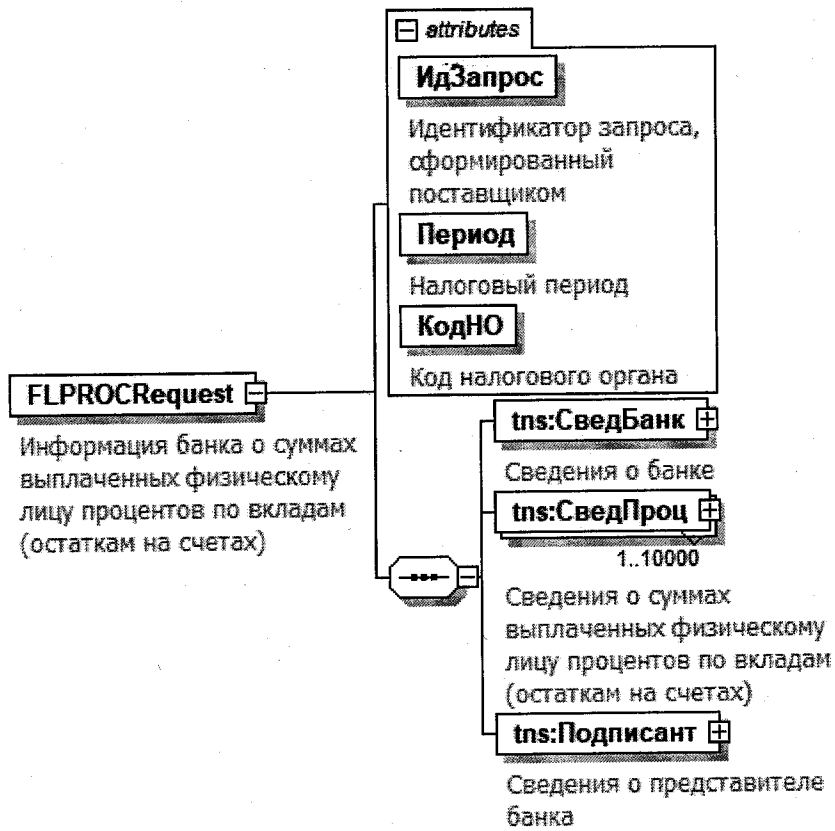 attributes
ИдЗапрос
Идентификатор запроса,
сформированный
поставщиком
Период
Налоговый период
КодНО
Код налогового органа
FLPROCRequest
Информация банка о суммах
выплаченных физическому
лицу процентов по вкладам
(остаткам на счетах)
tns:СведБанк
Сведения о банке
tns:СведПроц
1..10000
Сведения о суммах
выплаченных физическому
лицу процентов по вкладам
(остаткам на счетах)
tns:Подписант
Сведения о представителе
банка